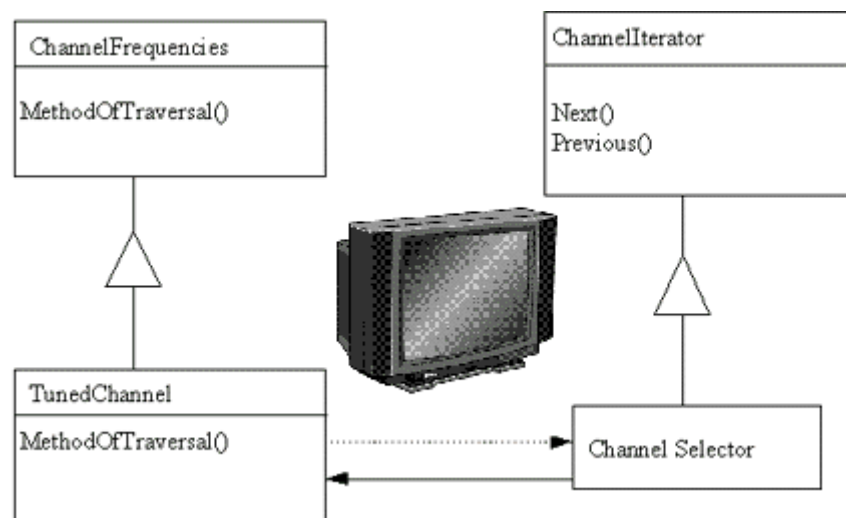 ChannelFrequencies
MethodOfTraversal()
ChannelIterator
Next()
Previous()
TunedChannel
MethodOfTraversal()
Channel Selector